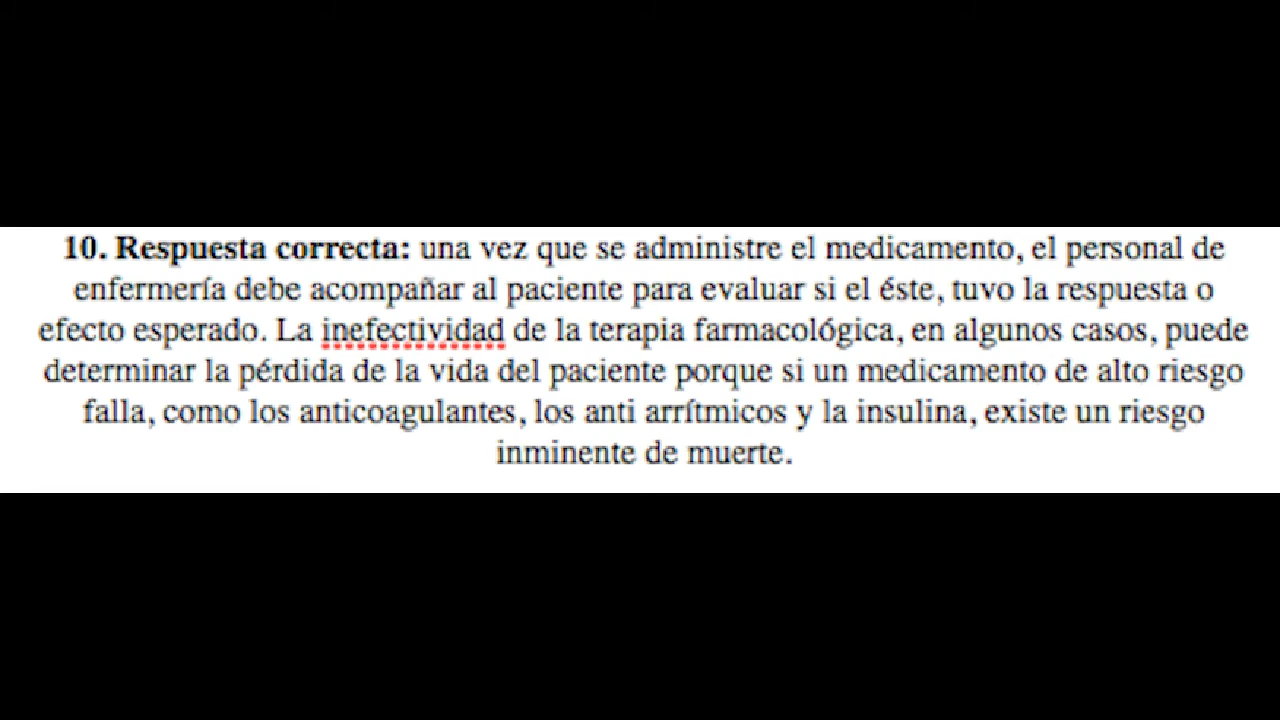 10. Respuesta correcta: una vez que se administre el medicamento, el personal de
enfermería debe acompañar al paciente para evaluar si el éste, tuvo la respuesta o
efecto esperado. La inefectividad de la terapia farmacológica, en algunos casos, puede
determinar la pérdida de la vida del paciente porque si un medicamento de alto riesgo
falla, como los anticoagulantes, los anti arrítmicos y la insulina, existe un riesgo
inminente de muerte.